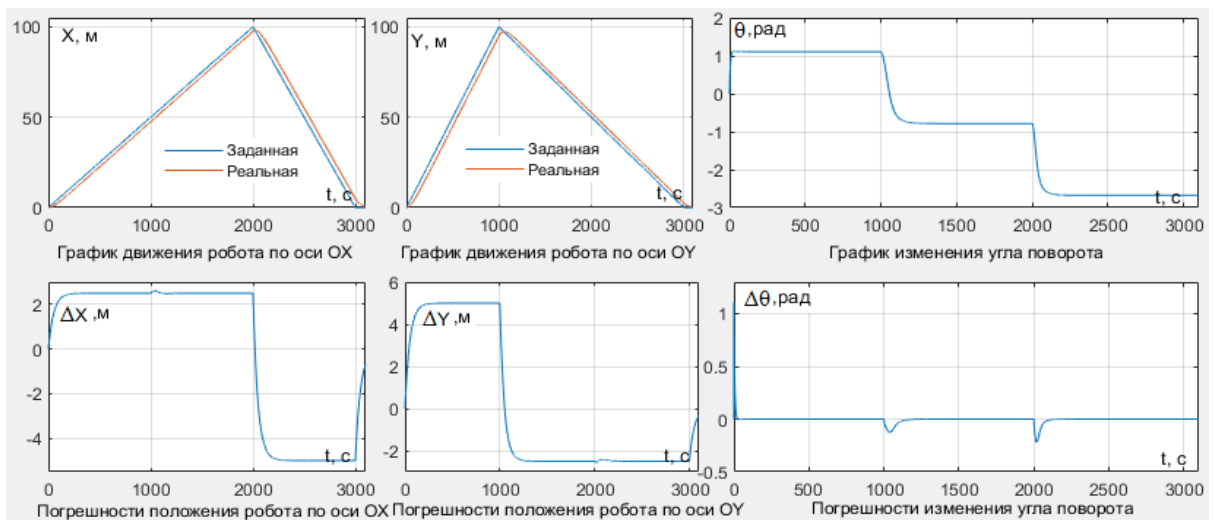 X, м
100
50
0
Заданная
Реальная
t, с
0 1000 2000 3000
График движения робота по оси OX
Y, м
100
50
0
Заданная
Реальная
t, с
0 1000 2000 3000
График движения робота по оси OY
θ,рад
2
1
0
-1
-2
-3
t, с
0 500 1000 1500 2000 2500 3000
График изменения угла поворота
ΔX ,м
2
0
-2
-4
t, с
0 1000 2000 3000
Погрешности положения робота по оси OX
ΔY ,м
6
4
2
0
-2
t, с
0 1000 2000 3000
Погрешности положения робота по оси OY
Δθ,рад
1
0.5
0
-0.5
t, с
0 500 1000 1500 2000 2500 3000
Погрешности изменения угла поворота